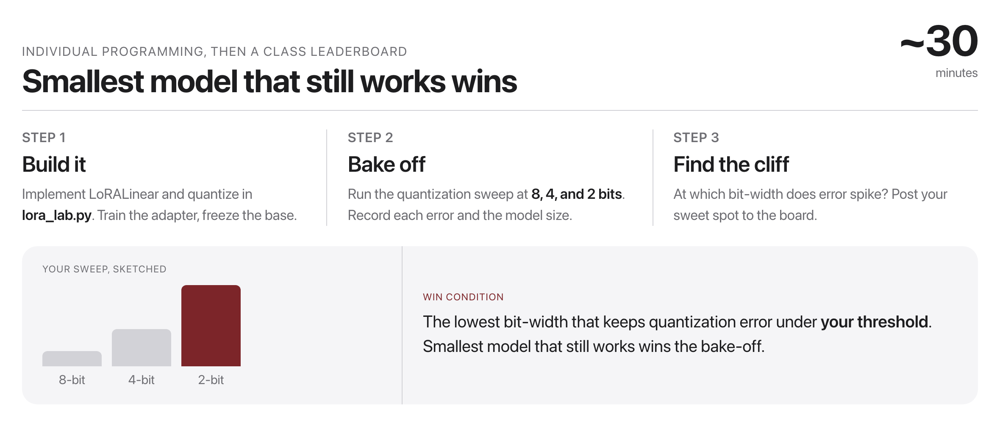 INDIVIDUAL PROGRAMMING, THEN A CLASS LEADERBOARD
Smallest model that still works wins
~30
minutes
STEP 1
Build it
Implement LoRALinear and quantize in
lora_lab.py. Train the adapter, freeze the base.
STEP 2
Bake off
Run the quantization sweep at 8, 4, and 2 bits.
Record each error and the model size.
STEP 3
Find the cliff
At which bit-width does error spike? Post your
sweet spot to the board.
YOUR SWEEP, SKETCHED
8-bit
4-bit
2-bit
WIN CONDITION
The lowest bit-width that keeps quantization error under your threshold.
Smallest model that still works wins the bake-off.